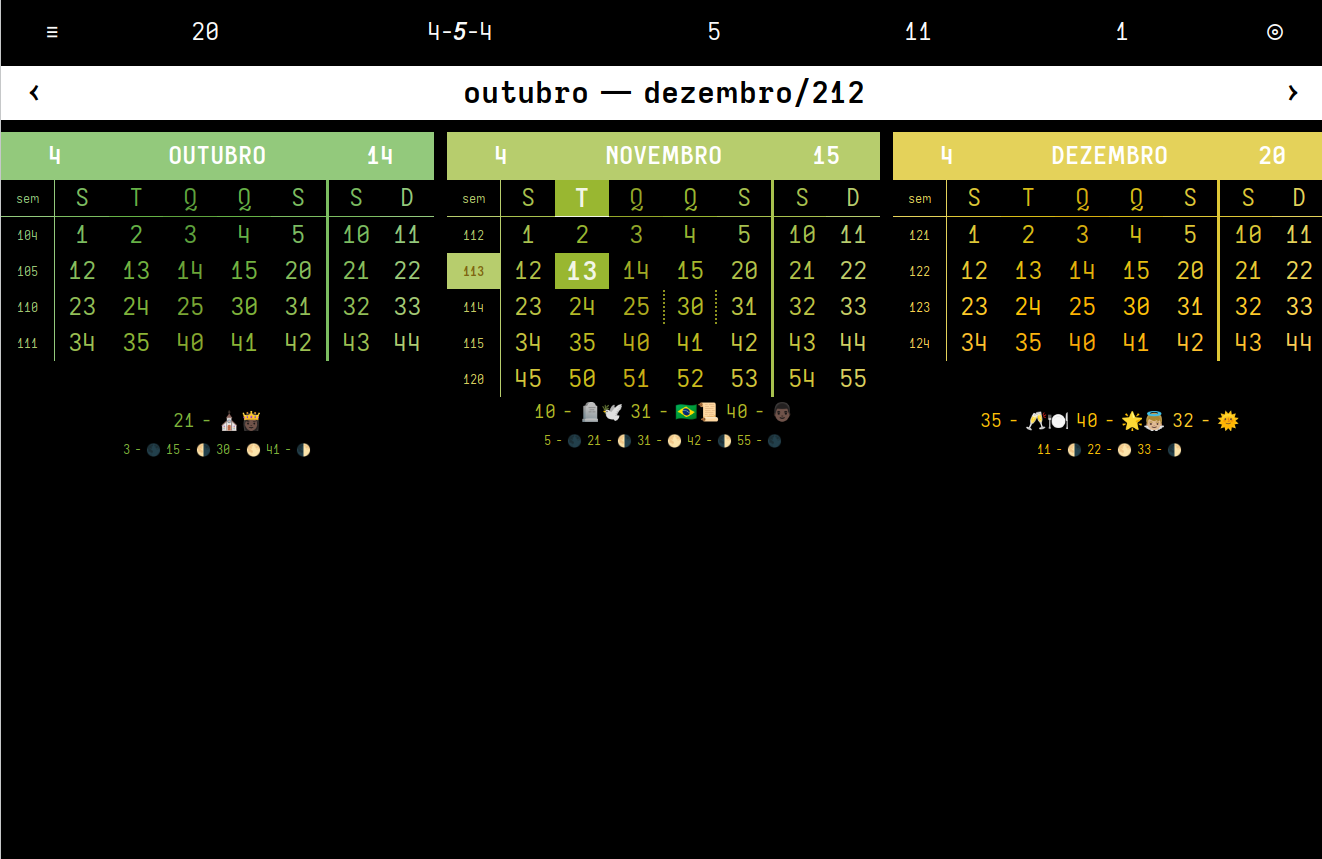 ≡ 20 4-5-4 5 11 1 ◎
‹ outubro — dezembro/212 ›
4 OUTUBRO 14
sem S T Q Q S S D
104 1 2 3 4 5 10 11
105 12 13 14 15 20 21 22
110 23 24 25 30 31 32 33
111 34 35 40 41 42 43 44
21 - ⛪👸🏿
3 - 🌑 15 - 🌗 30 - 🌕 41 - 🌓
4 NOVEMBRO 15
sem S T Q Q S S D
112 1 2 3 4 5 10 11
113 12 13 14 15 20 21 22
114 23 24 25 30 31 32 33
115 34 35 40 41 42 43 44
120 45 50 51 52 53 54 55
10 - 🪦🕊️ 31 - 🇧🇷📜 40 - 👨🏿
5 - 🌑 21 - 🌗 31 - 🌕 42 - 🌓 55 - 🌑
4 DEZEMBRO 20
sem S T Q Q S S D
121 1 2 3 4 5 10 11
122 12 13 14 15 20 21 22
123 23 24 25 30 31 32 33
124 34 35 40 41 42 43 44
35 - 🥂🍽️ 40 - 🌟👼🏼 32 - 🌞
11 - 🌗 22 - 🌕 33 - 🌓